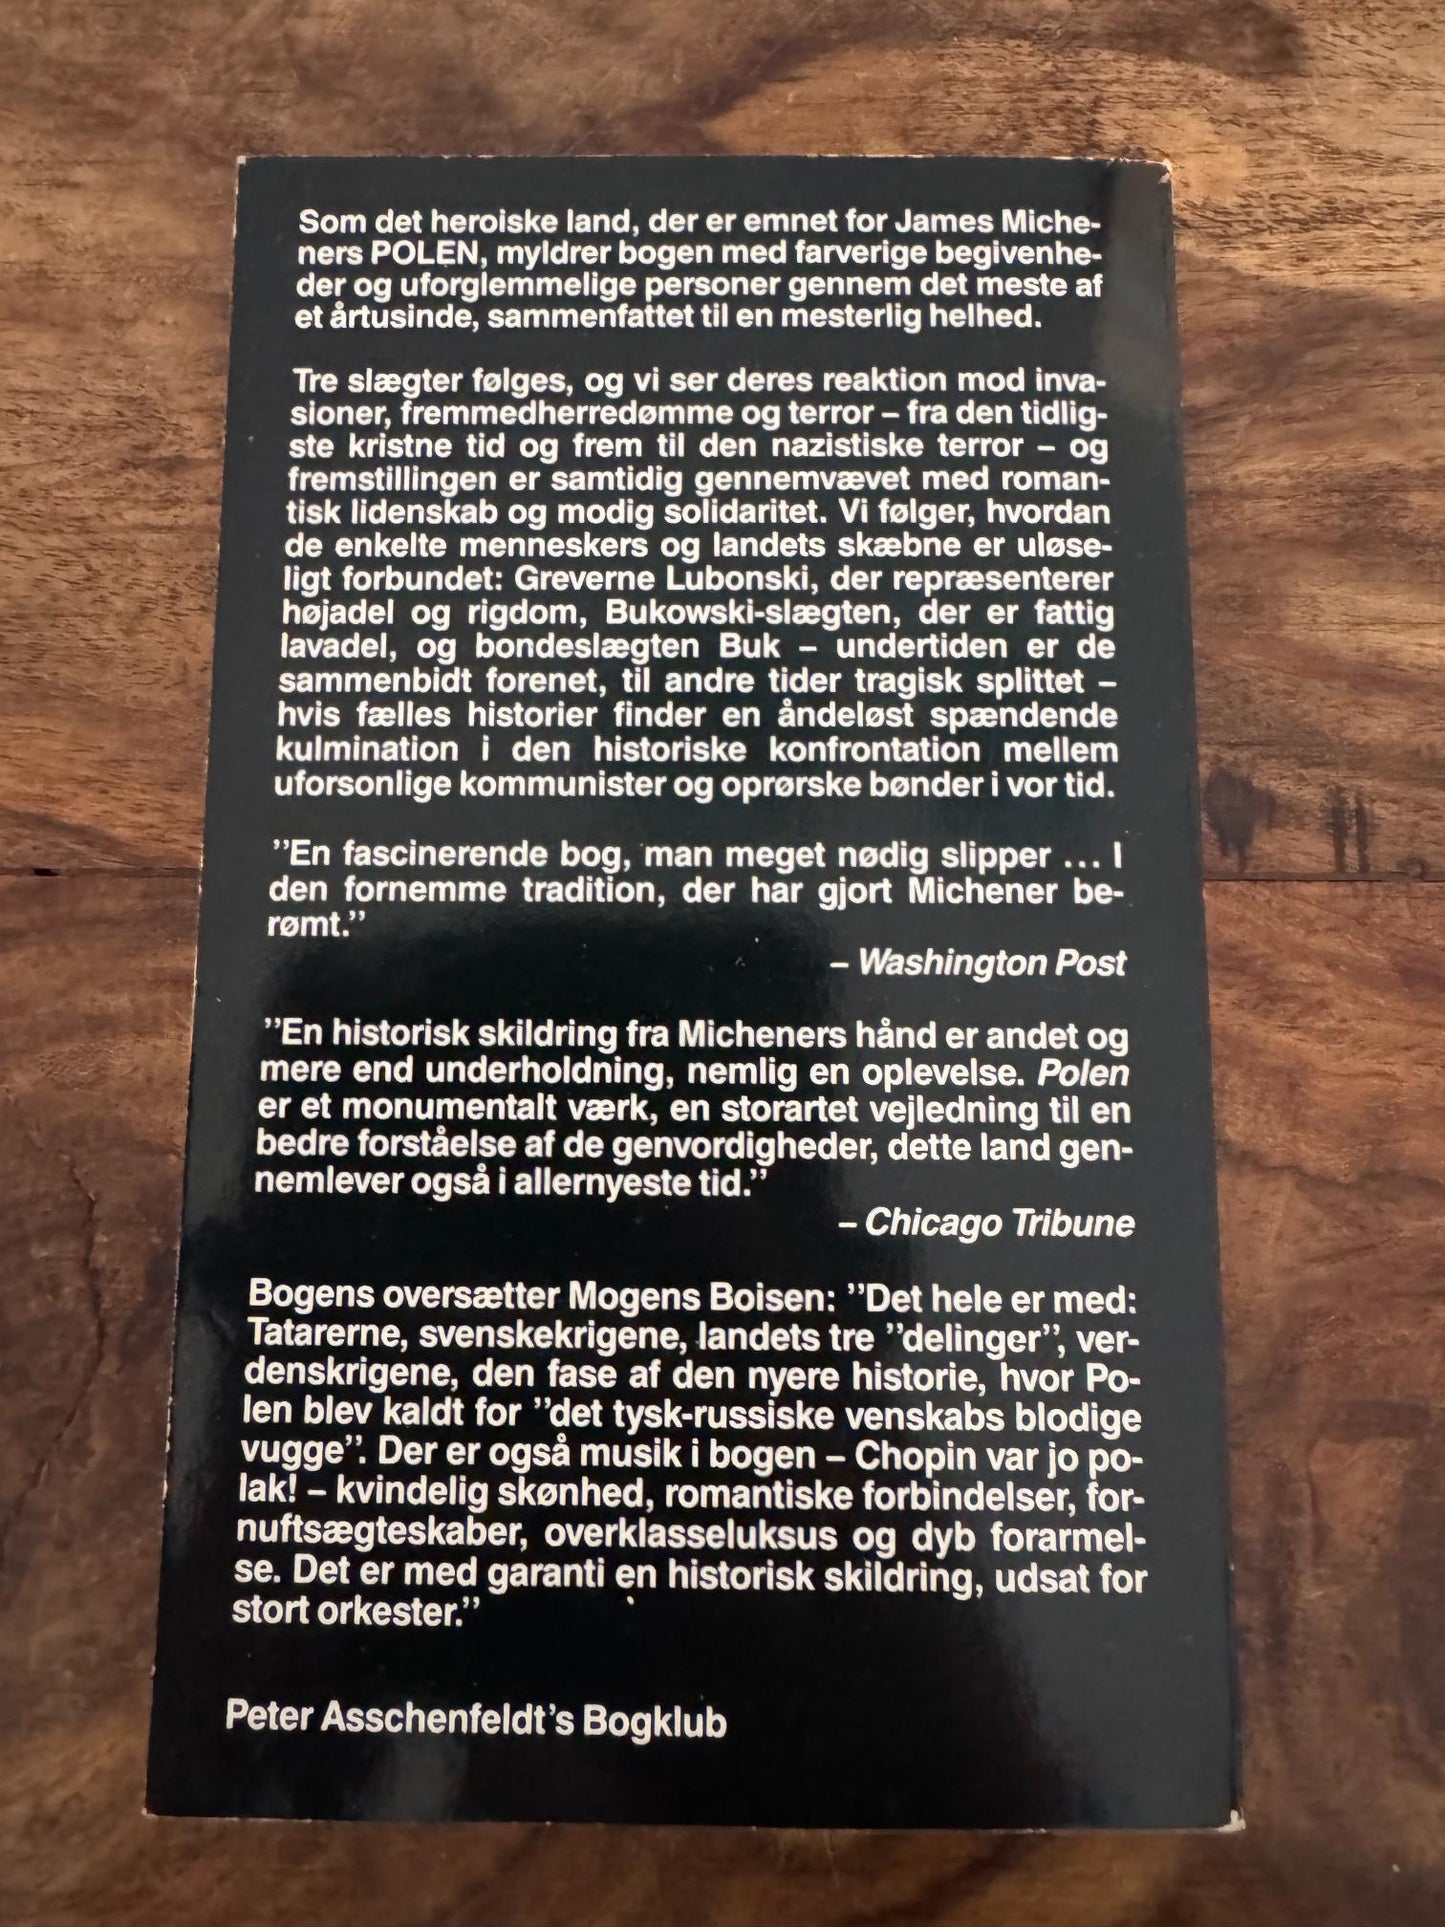 Som det heroiske land, der er emnet for James Miche-
ners POLEN, myldrer bogen med farverige begivenhe-
der og uforglemmelige personer gennem det meste af
et årtusinde, sammenfattet til en mesterlig helhed.
Tre slægter følges, og vi ser deres reaktion mod inva-
sioner, fremmedherredømme og terror – fra den tidlig-
ste kristne tid og frem til den nazistiske terror – og
fremstillingen er samtidig gennemvævet med roman-
tisk lidenskab og modig solidaritet. Vi følger, hvordan
de enkelte menneskers og landets skæbne er uløse-
ligt forbundet: Greverne Lubonski, der repræsenterer
højadel og rigdom, Bukowski-slægten, der er fattig
lavadel, og bondeslægten Buk – undertiden er de
sammenbidt forenet, til andre tider tragisk splittet –
hvis fælles historier finder en åndeløst spændende
kulmination i den historiske konfrontation mellem
uforsonlige kommunister og oprørske bønder i vor tid.
”En fascinerende bog, man meget nødig slipper ... I
den fornemme tradition, der har gjort Michener be-
rømt.”
– Washington Post
”En historisk skildring fra Micheners hånd er andet og
mere end underholdning, nemlig en oplevelse. Polen
er et monumentalt værk, en storartet vejledning til en
bedre forståelse af de genvordigheder, dette land gen-
nemlever også i allernyeste tid.”
– Chicago Tribune
Bogens oversætter Mogens Boisen: ”Det hele er med:
Tatarerne, svenskekrigene, landets tre ”delinger”, ver-
denskrigene, den fase af den nyere historie, hvor Po-
len blev kaldt for ”det tysk-russiske venskabs blodige
vugge”. Der er også musik i bogen – Chopin var jo po-
lak! – kvindelig skønhed, romantiske forbindelser, for-
nuftsægteskaber, overklasseluksus og dyb forarmel-
se. Det er med garanti en historisk skildring, udsat for
stort orkester.”
Peter Asschenfeldt's Bogklub